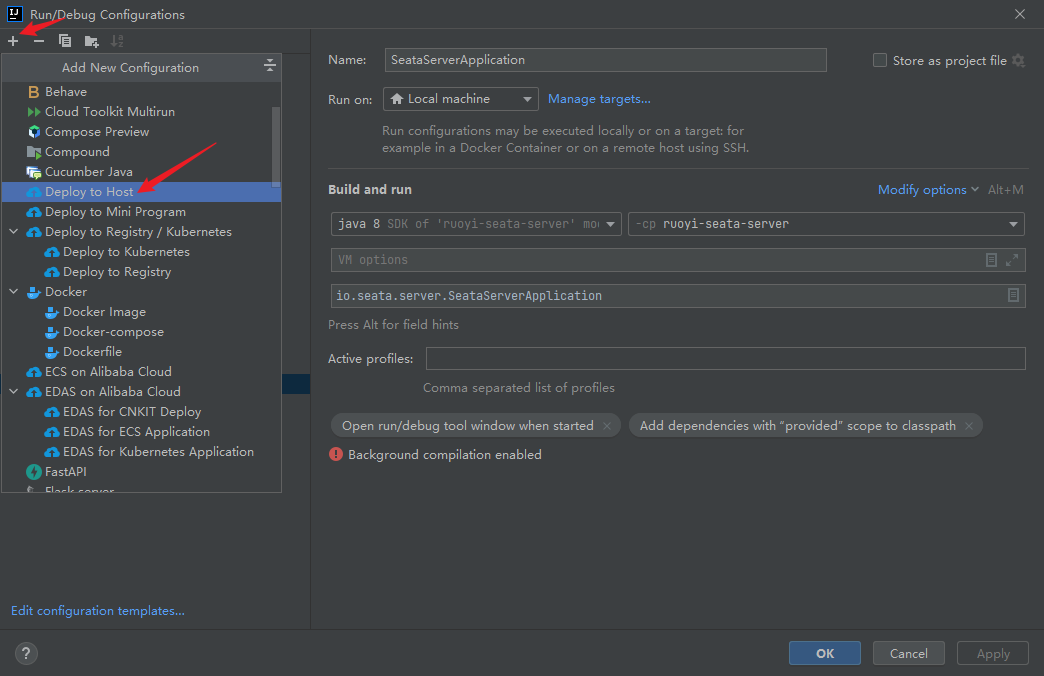 Run/Debug Configurations
Add New Configuration
Behave
Cloud Toolkit Multirun
Compose Preview
Compound
Cucumber Java
Deploy to Host
Deploy to Mini Program
Deploy to Registry / Kubernetes
Deploy to Kubernetes
Deploy to Registry
Docker
Docker Image
Docker-compose
Dockerfile
ECS on Alibaba Cloud
EDAS on Alibaba Cloud
EDAS for CNKIT Deploy
EDAS for ECS Application
EDAS for Kubernetes Application
FastAPI
Flask server
Edit configuration templates...
Name: SeataServerApplication Store as project file
Run on: Local machine Manage targets...
Run configurations may be executed locally or on a target: for
example in a Docker Container or on a remote host using SSH.
Build and run Modify options Alt+M
java 8 SDK of 'ruoyi-seata-server' mo -cp ruoyi-seata-server
VM options
io.seata.server.SeataServerApplication
Press Alt for field hints
Active profiles:
Comma separated list of profiles
Open run/debug tool window when started × Add dependencies with “provided” scope to classpath ×
Background compilation enabled
? OK Cancel Apply